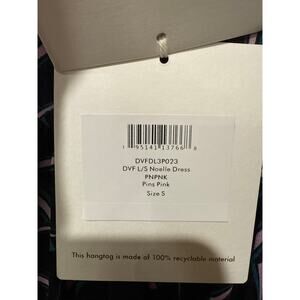 1 95141 13766 8
DVFDL3P023
DVF L/S Noelle Dress
PNPNK
Pins Pink
Size S
This hangtag is made of 100% recyclable material